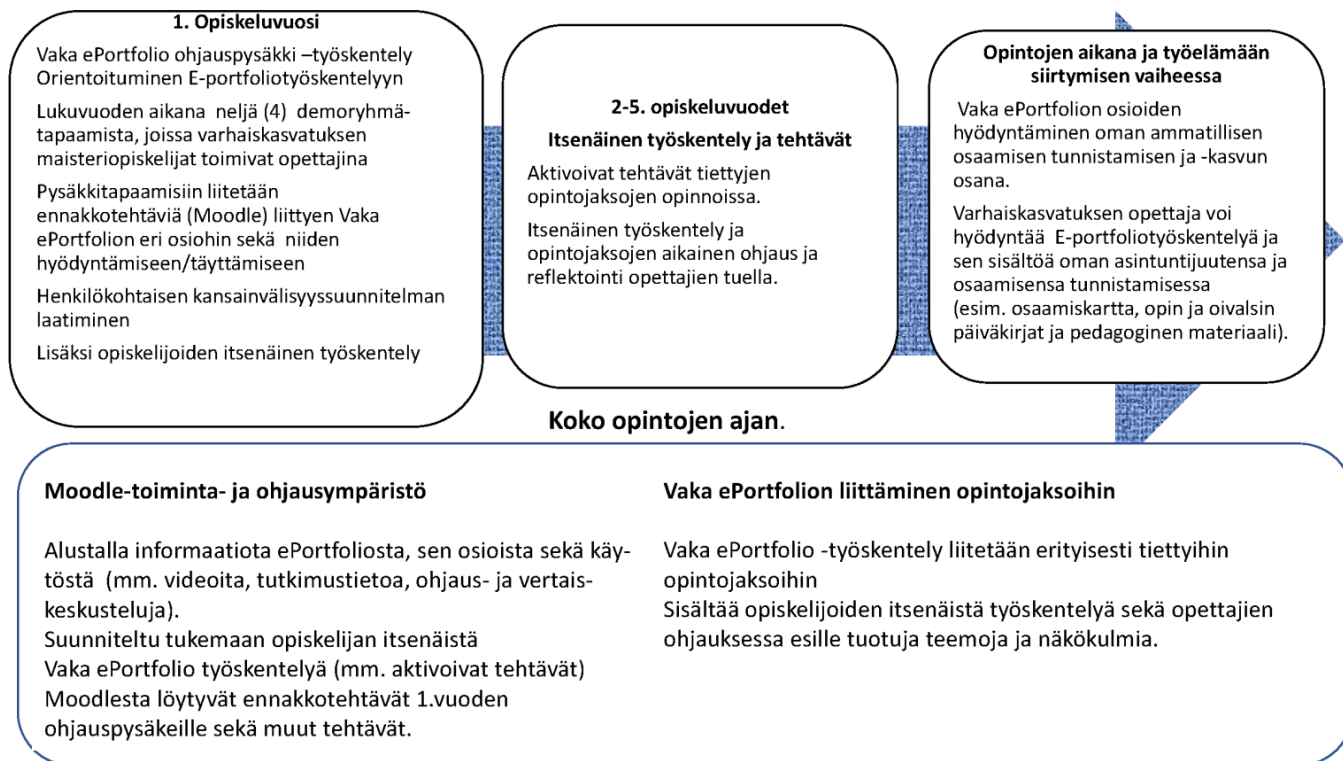 1. Opiskeluvuosi
Vaka ePortfolio ohjauspysäkki –työskentely
Orientoituminen E-portfoliotyöskentelyyn
Lukuvuoden aikana neljä (4) demoryhmä-
tapaamista, joissa varhaiskasvatuksen
maisteriopiskelijat toimivat opettajina
Pysäkkitapaamisiin liitetään
ennakkotehtäviä (Moodle) liittyen Vaka
ePortfolion eri osiohin sekä niiden
hyödyntämiseen/täyttämiseen
Henkilökohtaisen kansainvälisyyssuunnitelman
laatiminen
Lisäksi opiskelijoiden itsenäinen työskentely
2-5. opiskeluvuodet
Itsenäinen työskentely ja tehtävät
Aktivoivat tehtävät tiettyjen
opintojaksojen opinnoissa.
Itsenäinen työskentely ja
opintojaksojen aikainen ohjaus ja
reflektointi opettajien tuella.
Opintojen aikana ja työelämään
siirtymisen vaiheessa
Vaka ePortfolion osioiden
hyödyntäminen oman ammatillisen
osaamisen tunnistamisen ja -kasvun
osana.
Varhaiskasvatuksen opettaja voi
hyödyntää E-portfoliotyöskentelyä ja
sen sisältöä oman asintuntijuutensa ja
osaamisensa tunnistamisessa
(esim. osaamiskartta, opin ja oivalsin
päiväkirjat ja pedagoginen materiaali).
Koko opintojen ajan.
Moodle-toiminta- ja ohjausympäristö
Alustalla informaatiota ePortfoliosta, sen osioista sekä käy-
töstä (mm. videoita, tutkimustietoa, ohjaus- ja vertais-
keskusteluja).
Suunniteltu tukemaan opiskelijan itsenäistä
Vaka ePortfolio työskentelyä (mm. aktivoivat tehtävät)
Moodlesta löytyvät ennakkotehtävät 1.vuoden
ohjauspysäkeille sekä muut tehtävät.
Vaka ePortfolion liittäminen opintojaksoihin
Vaka ePortfolio -työskentely liitetään erityisesti tiettyihin
opintojaksoihin
Sisältää opiskelijoiden itsenäistä työskentelyä sekä opettajien
ohjauksessa esille tuotuja teemoja ja näkökulmia.